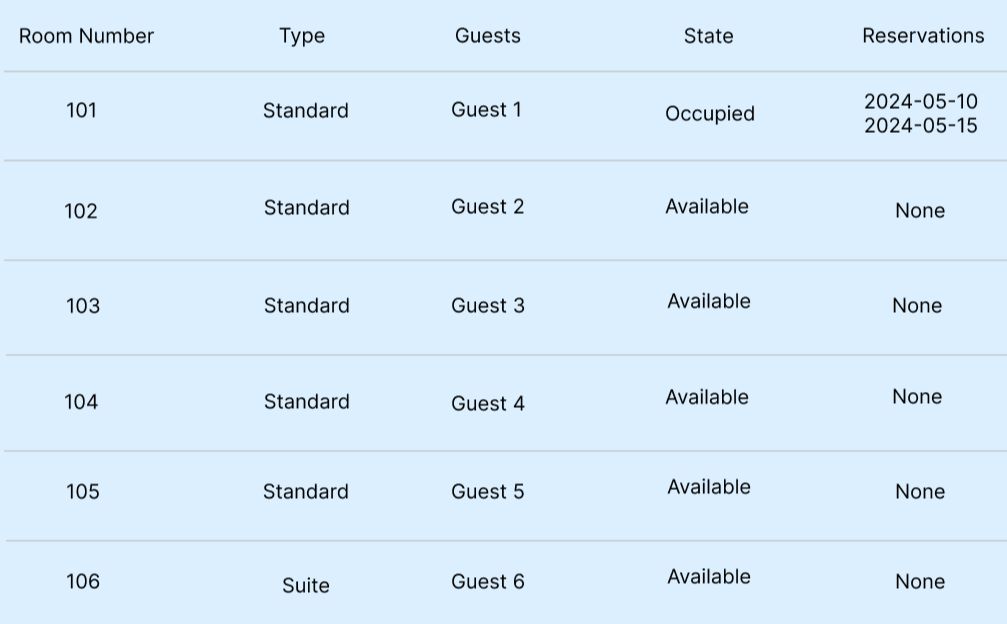 Room Number Type Guests State Reservations
101 Standard Guest 1 Occupied 2024-05-10
2024-05-15
102 Standard Guest 2 Available None
103 Standard Guest 3 Available None
104 Standard Guest 4 Available None
105 Standard Guest 5 Available None
106 Suite Guest 6 Available None